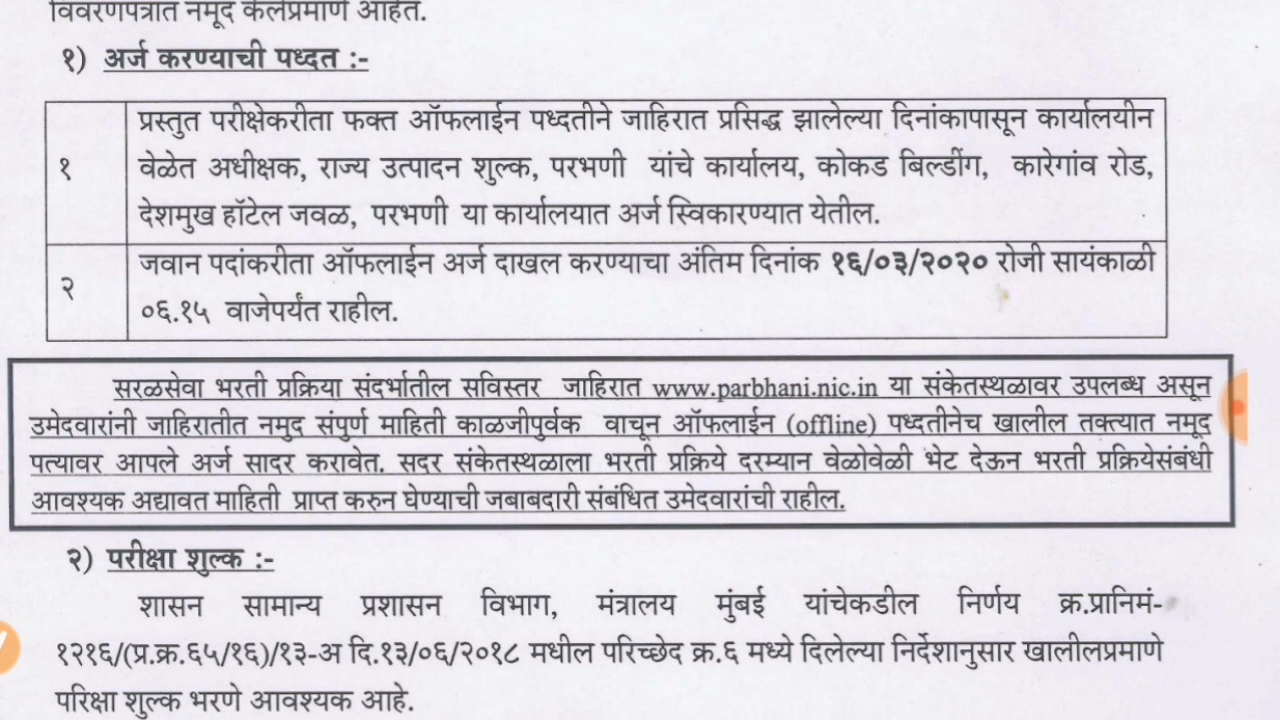 विवरणपत्रात नमूद केलेप्रमाणे आहेत.
१) अर्ज करण्याची पध्दत :-
१
प्रस्तुत परीक्षेकरीता फक्त ऑफलाईन पध्दतीने जाहिरात प्रसिद्ध झालेल्या दिनांकापासून कार्यालयीन
वेळेत अधीक्षक, राज्य उत्पादन शुल्क, परभणी यांचे कार्यालय, कोकड बिल्डींग, कारेगांव रोड,
देशमुख हॉटेल जवळ, परभणी या कार्यालयात अर्ज स्विकारण्यात येतील.
२
जवान पदांकरीता ऑफलाईन अर्ज दाखल करण्याचा अंतिम दिनांक १६/०३/२०२० रोजी सायंकाळी
०६.१५ वाजेपर्यंत राहील.
सरळसेवा भरती प्रक्रिया संदर्भातील सविस्तर जाहिरात www.parbhani.nic.in या संकेतस्थळावर उपलब्ध असून
उमेदवारांनी जाहिरातीत नमुद संपुर्ण माहिती काळजीपुर्वक वाचून ऑफलाईन (offline) पध्दतीनेच खालील तक्त्यात नमूद
पत्यावर आपले अर्ज सादर करावेत. सदर संकेतस्थळाला भरती प्रक्रिये दरम्यान वेळोवेळी भेट देऊन भरती प्रक्रियेसंबंधी
आवश्यक अद्यावत माहिती प्राप्त करुन घेण्याची जबाबदारी संबंधित उमेदवारांची राहील.
२) परीक्षा शुल्क :-
शासन सामान्य प्रशासन विभाग, मंत्रालय मुंबई यांचेकडील निर्णय क्र.प्रानिमं-
१२१६/(प्र.क्र.६५/१६)/१३-अ दि.१३/०६/२०१८ मधील परिच्छेद क्र.६ मध्ये दिलेल्या निर्देशानुसार खालीलप्रमाणे
परिक्षा शुल्क भरणे आवश्यक आहे.